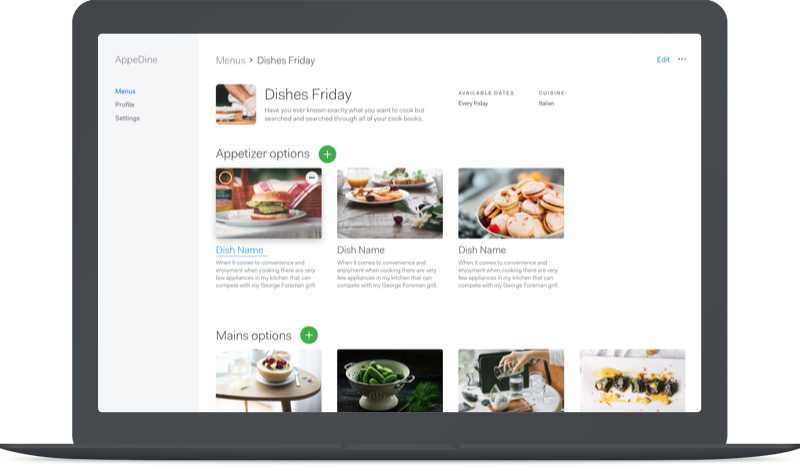 AppeDine
Menus
Profile
Settings
Menus > Dishes Friday
Edit
Dishes Friday
Have you ever known exactly what you want to cook but
searched and searched through all of your cook books.
AVAILABLE DATES
Every friday
CUISINE:
Italian
Appetizer options
Dish Name
When it comes to convenience and
enjoyment when cooking there are very
few appliances in my kitchen that can
compete with my George Foreman grill.
Dish Name
When it comes to convenience and
enjoyment when cooking there are very
few appliances in my kitchen that can
compete with my George Foreman grill.
Dish Name
When it comes to convenience and
enjoyment when cooking there are very
few appliances in my kitchen that can
compete with my George Foreman grill.
Mains options